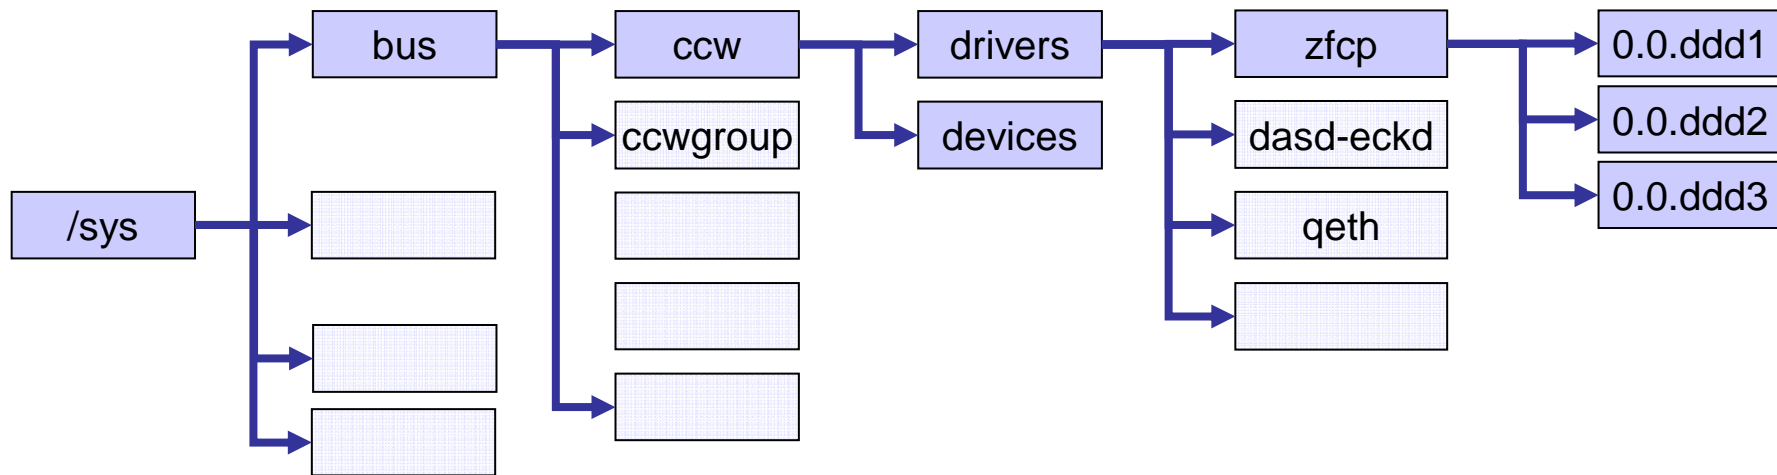 bus
ccw
drivers
zfcp
0.0.ddd1
ccwgroup
devices
dasd-eckd
0.0.ddd2
/sys
qeth
0.0.ddd3